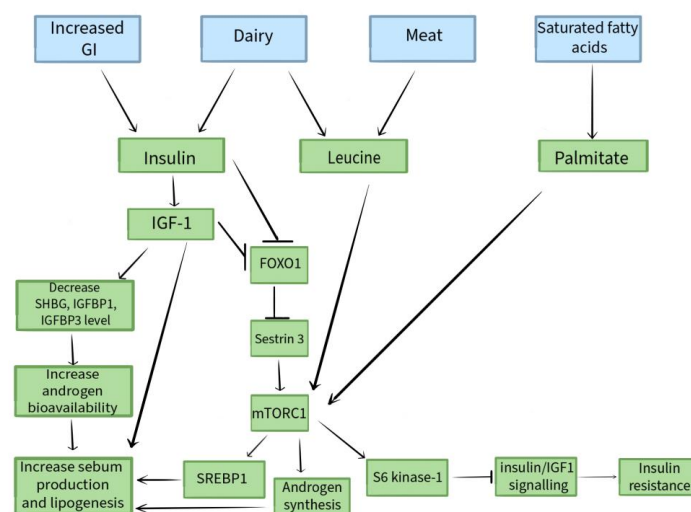 Increased
GI
Dairy
Meat
Saturated fatty
acids
Insulin
Leucine
Palmitate
IGF-1
FOXO1
Decrease
SHBG, IGFBP1,
IGFBP3 level
Sestrin 3
Increase
androgen
bioavailability
mTORC1
Increase sebum
production
and lipogenesis
SREBP1
Androgen
synthesis
S6 kinase-1
insulin/IGF1
signalling
Insulin
resistance